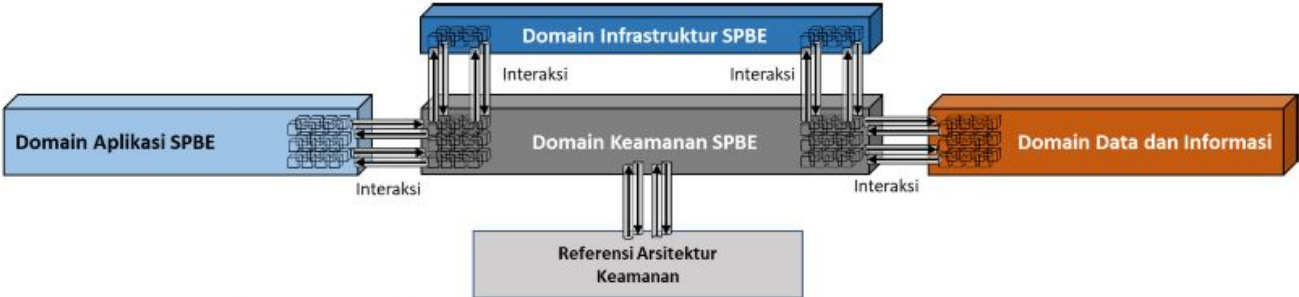 Domain Infrastruktur SPBE
Interaksi
Interaksi
Domain Aplikasi SPBE
Domain Keamanan SPBE
Domain Data dan Informasi
Interaksi
Interaksi
Referensi Arsitektur
Keamanan